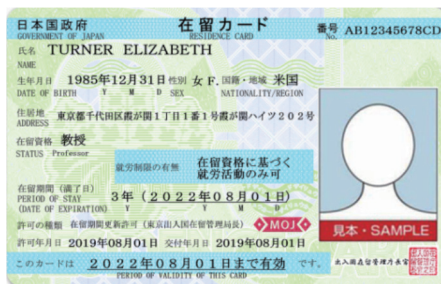 日本国政府 在留カード 番号 AB12345678CD
GOVERNMENT OF JAPAN RESIDENCE CARD No.
氏名 TURNER ELIZABETH
NAME
生年月日 1985年12月31日 性別 女 F. 国籍・地域 米国
DATE OF BIRTH Y M D SEX NATIONALITY/REGION
住居地 東京都千代田区霞が関1丁目1番1号霞が関ハイツ202号
ADDRESS
在留資格 教授
STATUS Professor
就労制限の有無 在留資格に基づく
就労活動のみ可
在留期間(満了日) 3年(2022年08月01日)
PERIOD OF STAY
(DATE OF EXPIRATION) Y Y M D
MOJ
許可の種類 在留期間更新許可(東京出入国在留管理局長)
見本・SAMPLE
許可年月日 2019年08月01日 交付年月日 2019年08月01日
このカードは 2022年08月01日まで有効 です。
PERIOD OF VALIDITY OF THIS CARD
出入国在留管理庁長官